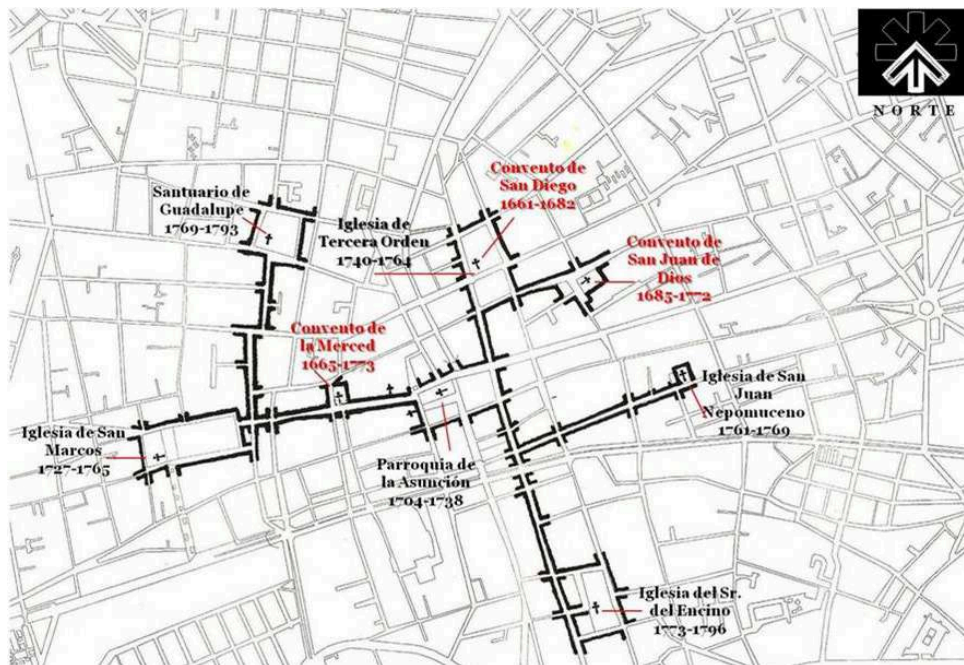 NORTE
Convento de
San Diego
1661-1682
Santuario de
Guadalupe
1769-1793
Iglesia de
Tercera Orden
1740-1764
Convento de
San Juan de
Dios
1685-1772
Convento de
la Merced
1665-1773
Iglesia de San
Juan
Nepomuceno
1761-1769
Iglesia de San
Marcos
1727-1765
Parroquia de
la Asunción
1704-1738
Iglesia del Sr.
del Encino
1773-1796